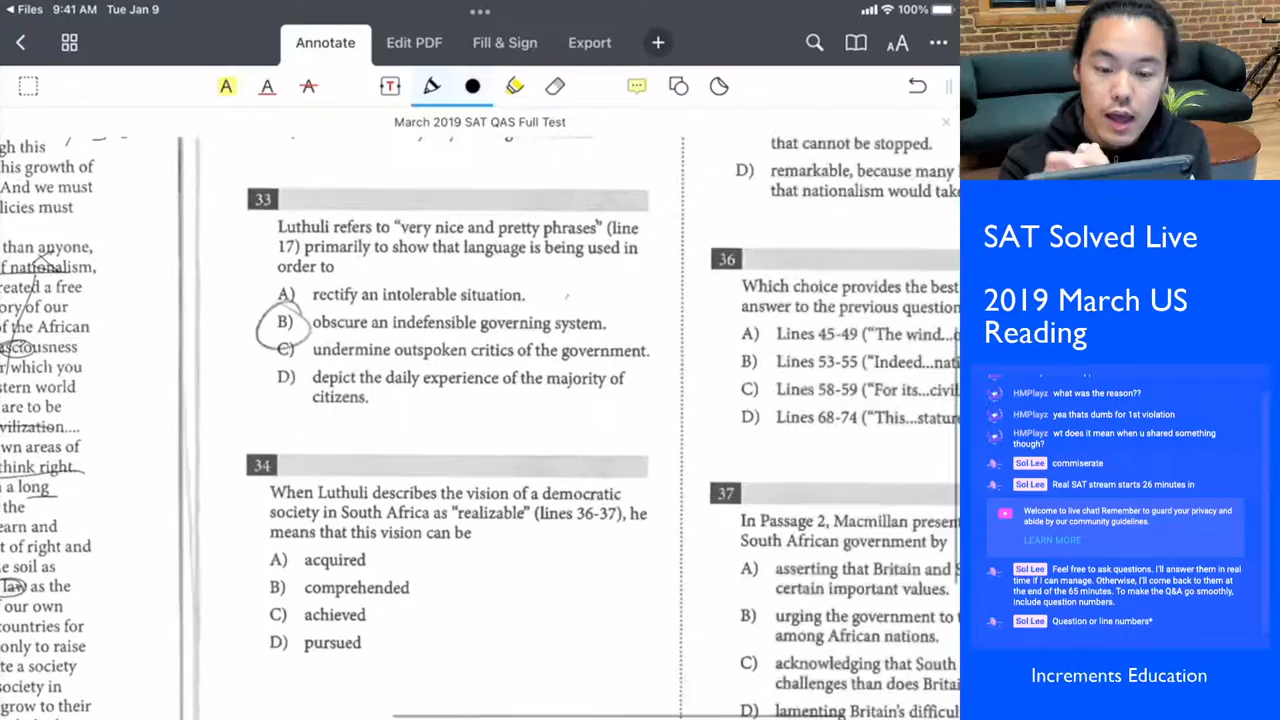 Files 9:41 AM Tue Jan 9
100%
Annotate Edit PDF Fill & Sign Export
March 2019 SAT QAS Full Test
gh this
his growth of
And we must
licies must
than anyone,
f nationalism,
reated a free
ory of our
of the African
which you
stern world
are to be
vilization....
wn areas of
think right
a long
the
earn and
t of right and
e soil as
law as the
our own
countries for
only to raise
te a society
society in
grow to their
33
Luthuli refers to “very nice and pretty phrases” (line
17) primarily to show that language is being used in
order to
A) rectify an intolerable situation.
B) obscure an indefensible governing system.
C) undermine outspoken critics of the government.
D) depict the daily experience of the majority of
citizens.
34
When Luthuli describes the vision of a democratic
society in South Africa as “realizable” (lines 36-37), he
means that this vision can be
A) acquired
B) comprehended
C) achieved
D) pursued
that cannot be stopped.
D) remarkable, because many
that nationalism would take
36
Which choice provides the best
answer to the previous question
A) Lines 45-49 (“The wind...
B) Lines 53-55 (“Indeed...nati
C) Lines 58-59 (“For its...civil
D) Lines 68-74 (“This...stature
37
In Passage 2, Macmillan present
South African government by
A) asserting that Britain and S
certain important values.
B) urging the government to
among African nations.
C) acknowledging that South
challenges than does Britai
D) lamenting Britain's difficul
SAT Solved Live
2019 March US
Reading
HMPlayz what was the reason??
HMPlayz yea thats dumb for 1st violation
HMPlayz wt does it mean when u shared something
though?
Sol Lee commiserate
Sol Lee Real SAT stream starts 26 minutes in
Welcome to live chat! Remember to guard your privacy and
abide by our community guidelines.
LEARN MORE
Sol Lee Feel free to ask questions. I'll answer them in real
time if I can manage. Otherwise, I'll come back to them at
the end of the 65 minutes. To make the Q&A go smoothly,
include question numbers.
Sol Lee Question or line numbers*
Increments Education